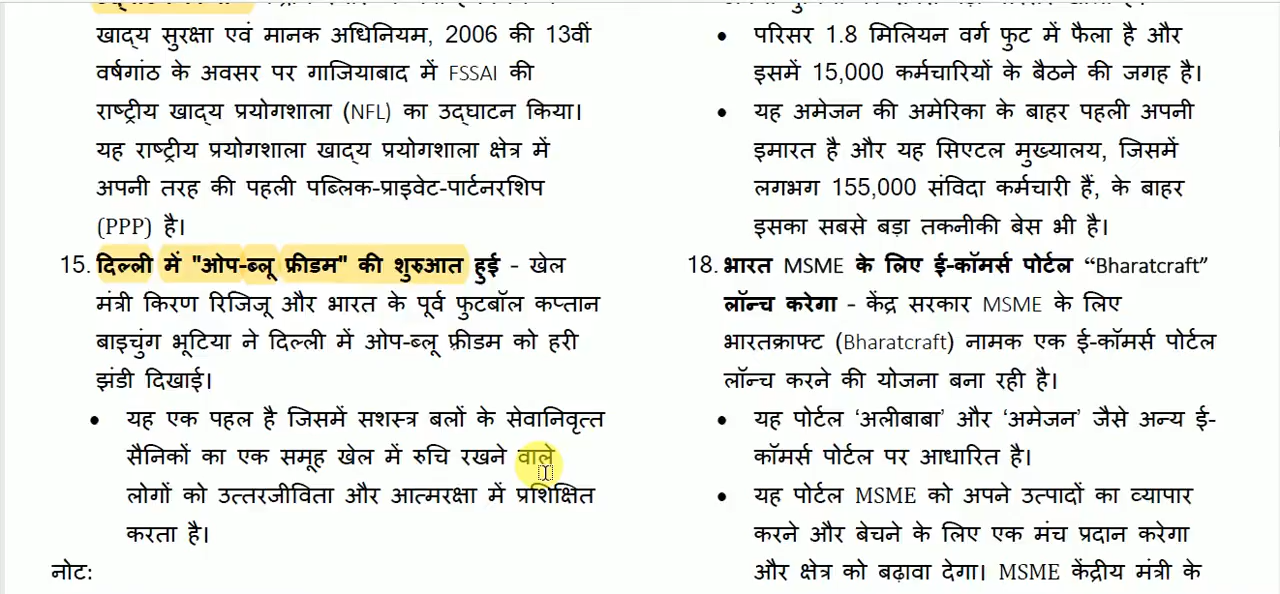 खाद्य सुरक्षा एवं मानक अधिनियम, 2006 की 13वीं
वर्षगांठ के अवसर पर गाजियाबाद में FSSAI की
राष्ट्रीय खाद्य प्रयोगशाला (NFL) का उद्घाटन किया।
यह राष्ट्रीय प्रयोगशाला खाद्य प्रयोगशाला क्षेत्र में
अपनी तरह की पहली पब्लिक-प्राइवेट-पार्टनरशिप
(PPP) है।
15. दिल्ली में "ओप-ब्लू फ्रीडम" की शुरुआत हुई - खेल
मंत्री किरण रिजिजू और भारत के पूर्व फुटबॉल कप्तान
बाइचुंग भूटिया ने दिल्ली में ओप-ब्लू फ़्रीडम को हरी
झंडी दिखाई।
• यह एक पहल है जिसमें सशस्त्र बलों के सेवानिवृत्त
सैनिकों का एक समूह खेल में रुचि रखने वाले
लोगों को उत्तरजीविता और आत्मरक्षा में प्रशिक्षित
करता है।
नोट:
• परिसर 1.8 मिलियन वर्ग फुट में फैला है और
इसमें 15,000 कर्मचारियों के बैठने की जगह है।
• यह अमेजन की अमेरिका के बाहर पहली अपनी
इमारत है और यह सिएटल मुख्यालय, जिसमें
लगभग 155,000 संविदा कर्मचारी हैं, के बाहर
इसका सबसे बड़ा तकनीकी बेस भी है।
18. भारत MSME के लिए ई-कॉमर्स पोर्टल “Bharatcraft”
लॉन्च करेगा - केंद्र सरकार MSME के लिए
भारतक्राफ्ट (Bharatcraft) नामक एक ई-कॉमर्स पोर्टल
लॉन्च करने की योजना बना रही है।
• यह पोर्टल ‘अलीबाबा’ और ‘अमेजन’ जैसे अन्य ई-
कॉमर्स पोर्टल पर आधारित है।
• यह पोर्टल MSME को अपने उत्पादों का व्यापार
करने और बेचने के लिए एक मंच प्रदान करेगा
और क्षेत्र को बढ़ावा देगा। MSME केंद्रीय मंत्री के